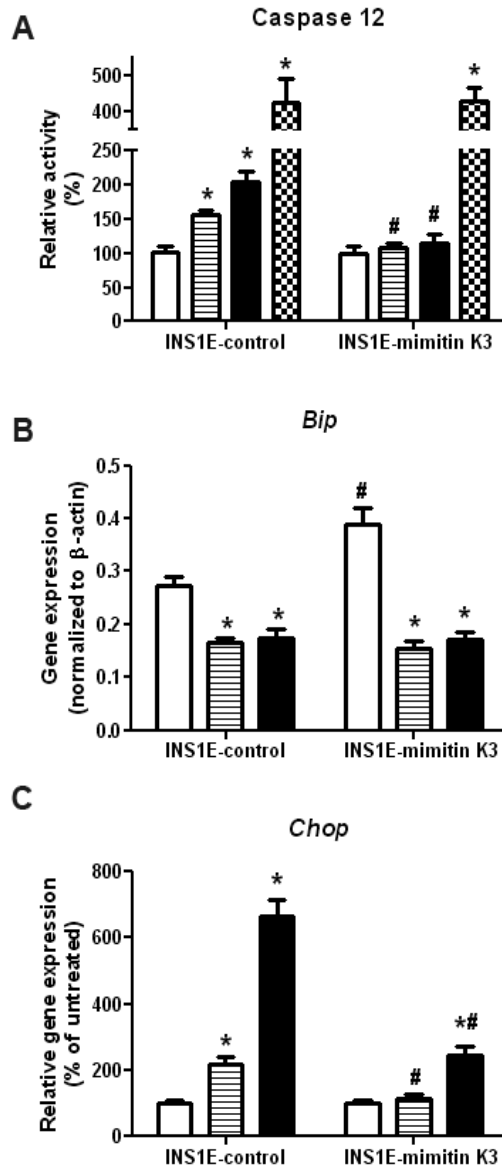 A
Caspase 12
Relative activity
(%)
500
400
250
200
150
100
50
0
*
*
*
#
#
*
INS1E-control
INS1E-mimitin K3
B
Bip
Gene expression
(normalized to β-actin)
0.5
0.4
0.3
0.2
0.1
0.0
*
*
#
*
*
INS1E-control
INS1E-mimitin K3
C
Chop
Relative gene expression
(% of untreated)
800
600
400
200
0
*
*
#
*#
INS1E-control
INS1E-mimitin K3